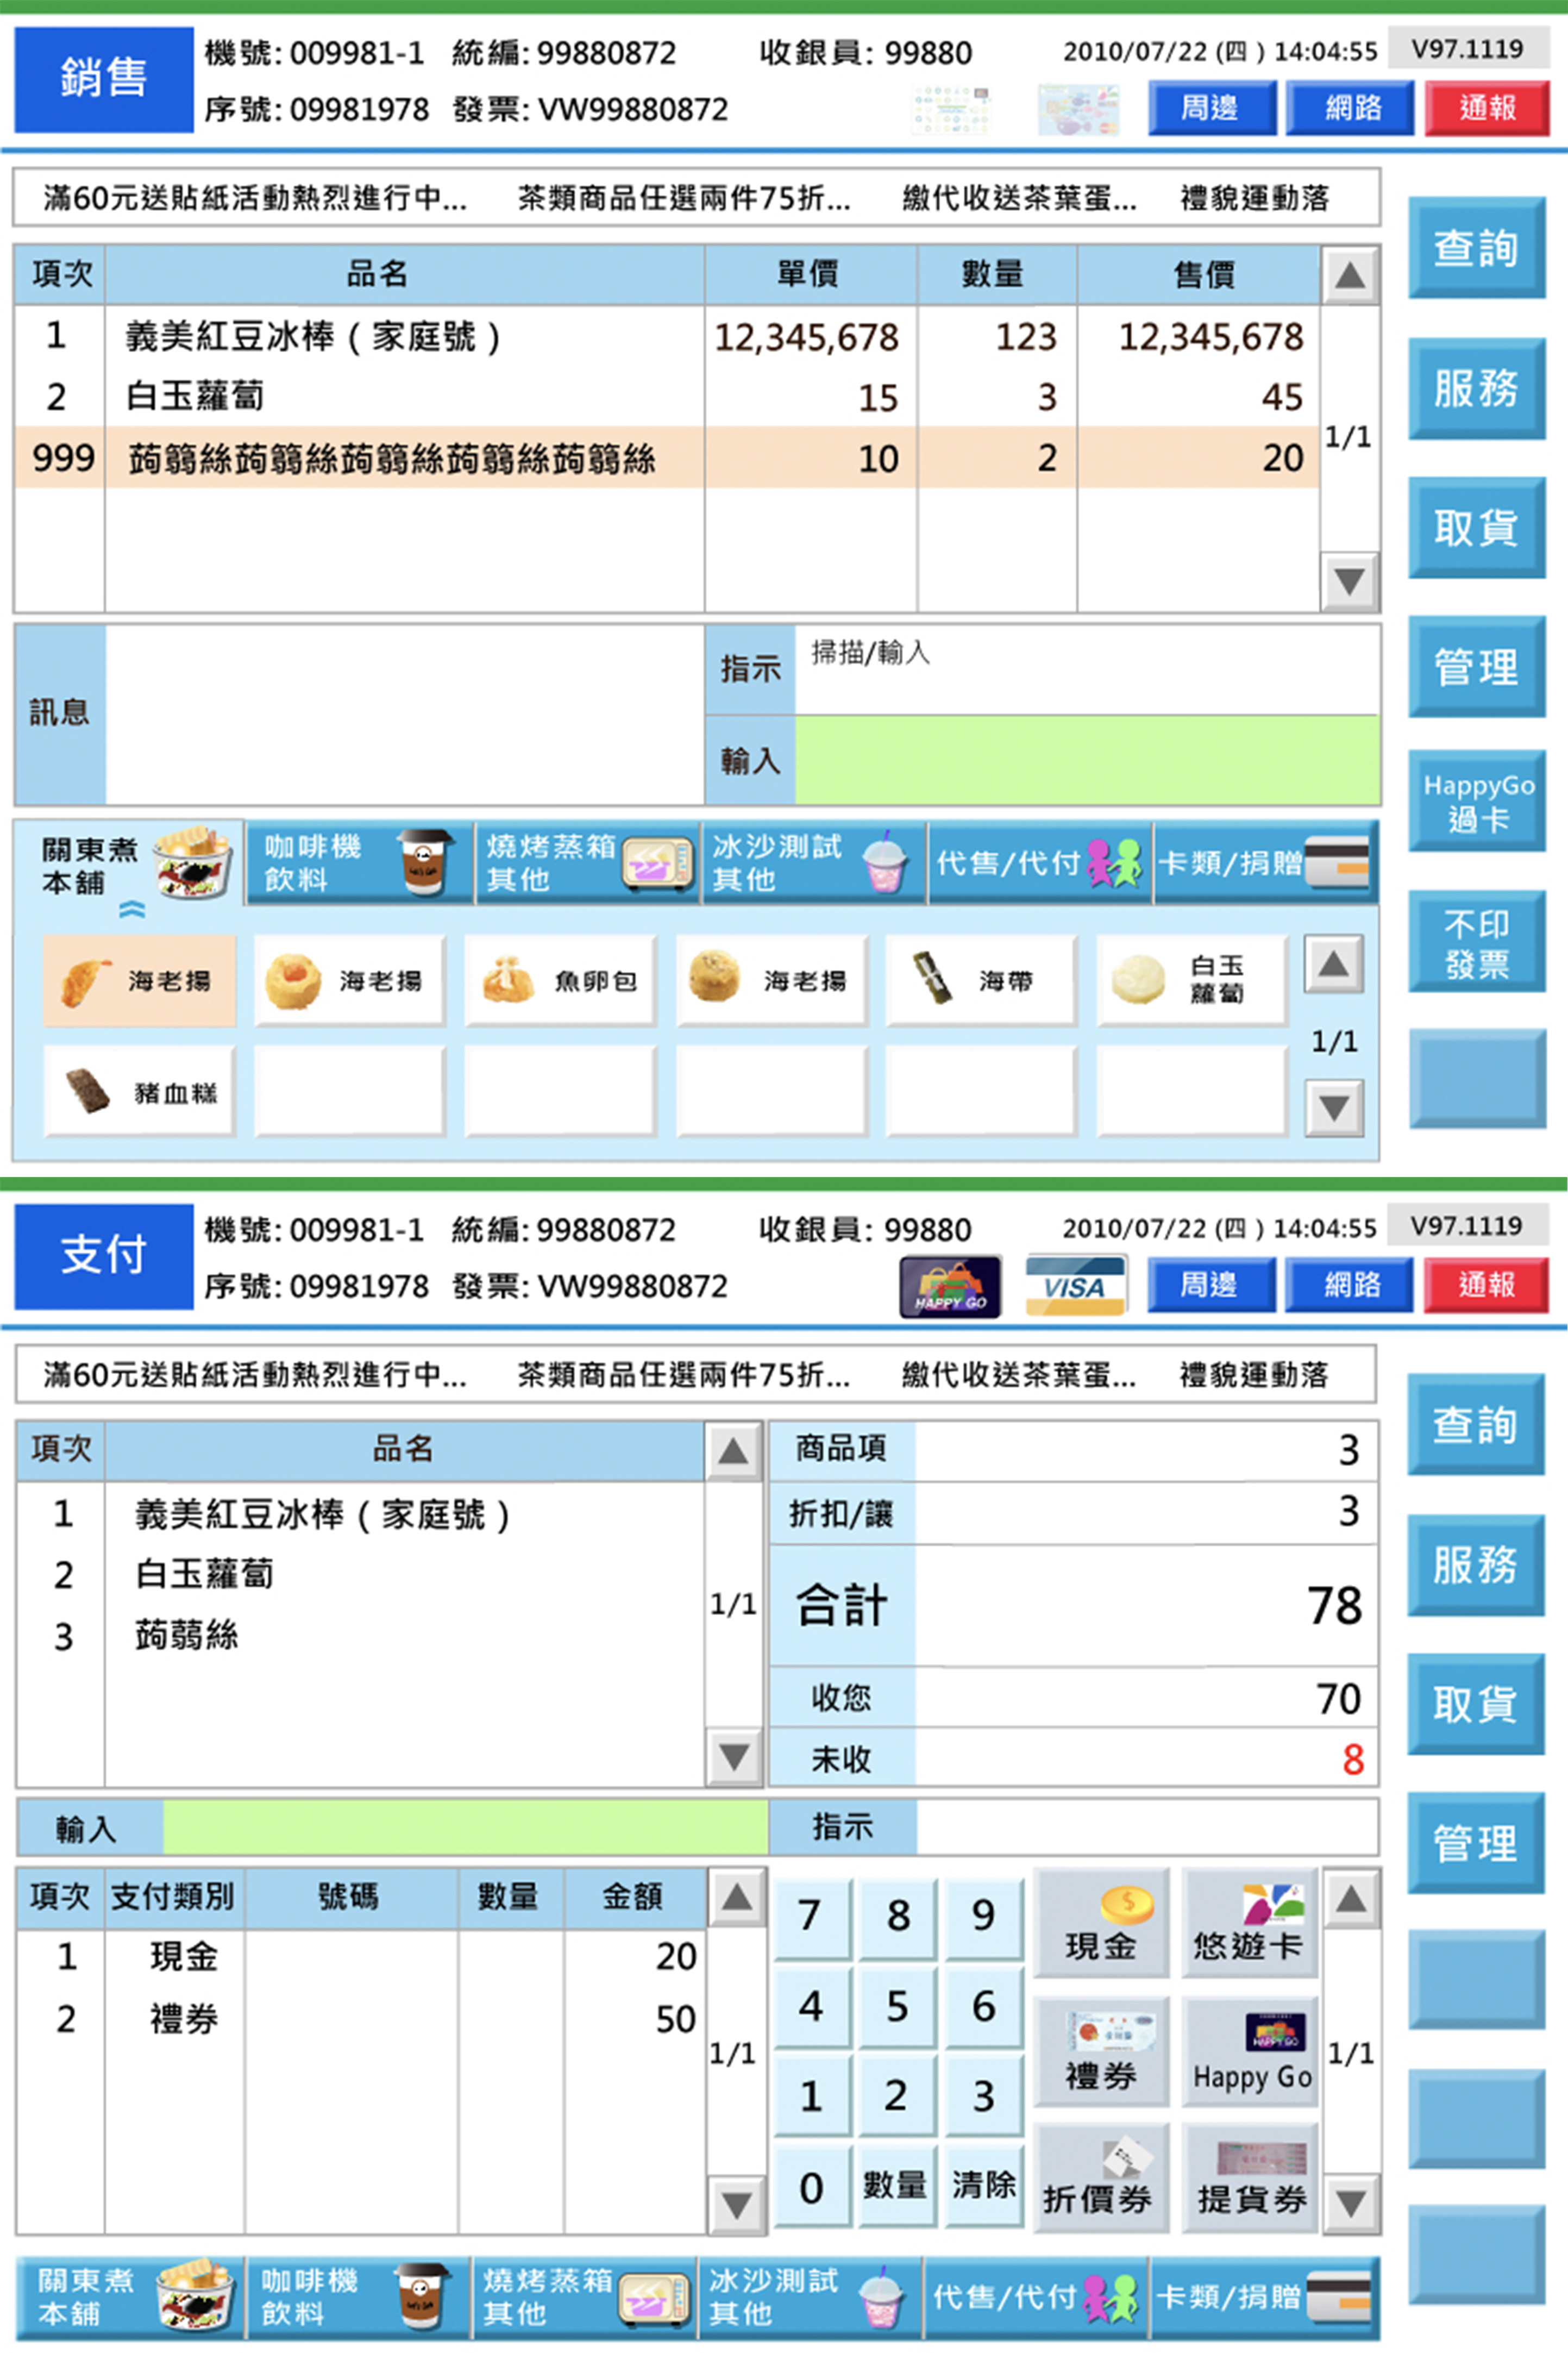 銷售
機號: 009981-1 統編: 99880872 收銀員: 99880 2010/07/22 (四) 14:04:55 V97.1119
序號: 09981978 發票: VW99880872 周邊 網路 通報
滿60元送貼紙活動熱烈進行中... 茶類商品任選兩件75折... 繳代收送茶葉蛋... 禮貌運動落
查詢
項次 品名 單價 數量 售價
1 義美紅豆冰棒 ( 家庭號 ) 12,345,678 123 12,345,678
服務
2 白玉蘿蔔 15 3 45
1/1
999 蒟蒻絲蒟蒻絲蒟蒻絲蒟蒻絲蒟蒻絲 10 2 20
取貨
管理
訊息
指示 掃描/輸入
輸入
HappyGo
過卡
關東煮
本舖
咖啡機
飲料
燒烤蒸箱
其他
冰沙測試
其他
代售/代付
卡類/捐贈
不印
發票
海老揚 海老揚 魚卵包 海老揚 海帶 白玉
蘿蔔
1/1
豬血糕
支付
機號: 009981-1 統編: 99880872 收銀員: 99880 2010/07/22 (四) 14:04:55 V97.1119
序號: 09981978 發票: VW99880872 HAPPY GO VISA 周邊 網路 通報
滿60元送貼紙活動熱烈進行中... 茶類商品任選兩件75折... 繳代收送茶葉蛋... 禮貌運動落
查詢
項次 品名
1 義美紅豆冰棒 ( 家庭號 )
2 白玉蘿蔔
3 蒟蒻絲
1/1
商品項 3
折扣/讓 3
合計 78
收您 70
未收 8
服務
取貨
管理
輸入 指示
項次 支付類別 號碼 數量 金額
1 現金 20
2 禮券 50
1/1
7 8 9
4 5 6
1 2 3
0 數量 清除
現金 悠遊卡
禮券 Happy Go
折價券 提貨券
1/1
關東煮
本舖
咖啡機
飲料
燒烤蒸箱
其他
冰沙測試
其他
代售/代付
卡類/捐贈